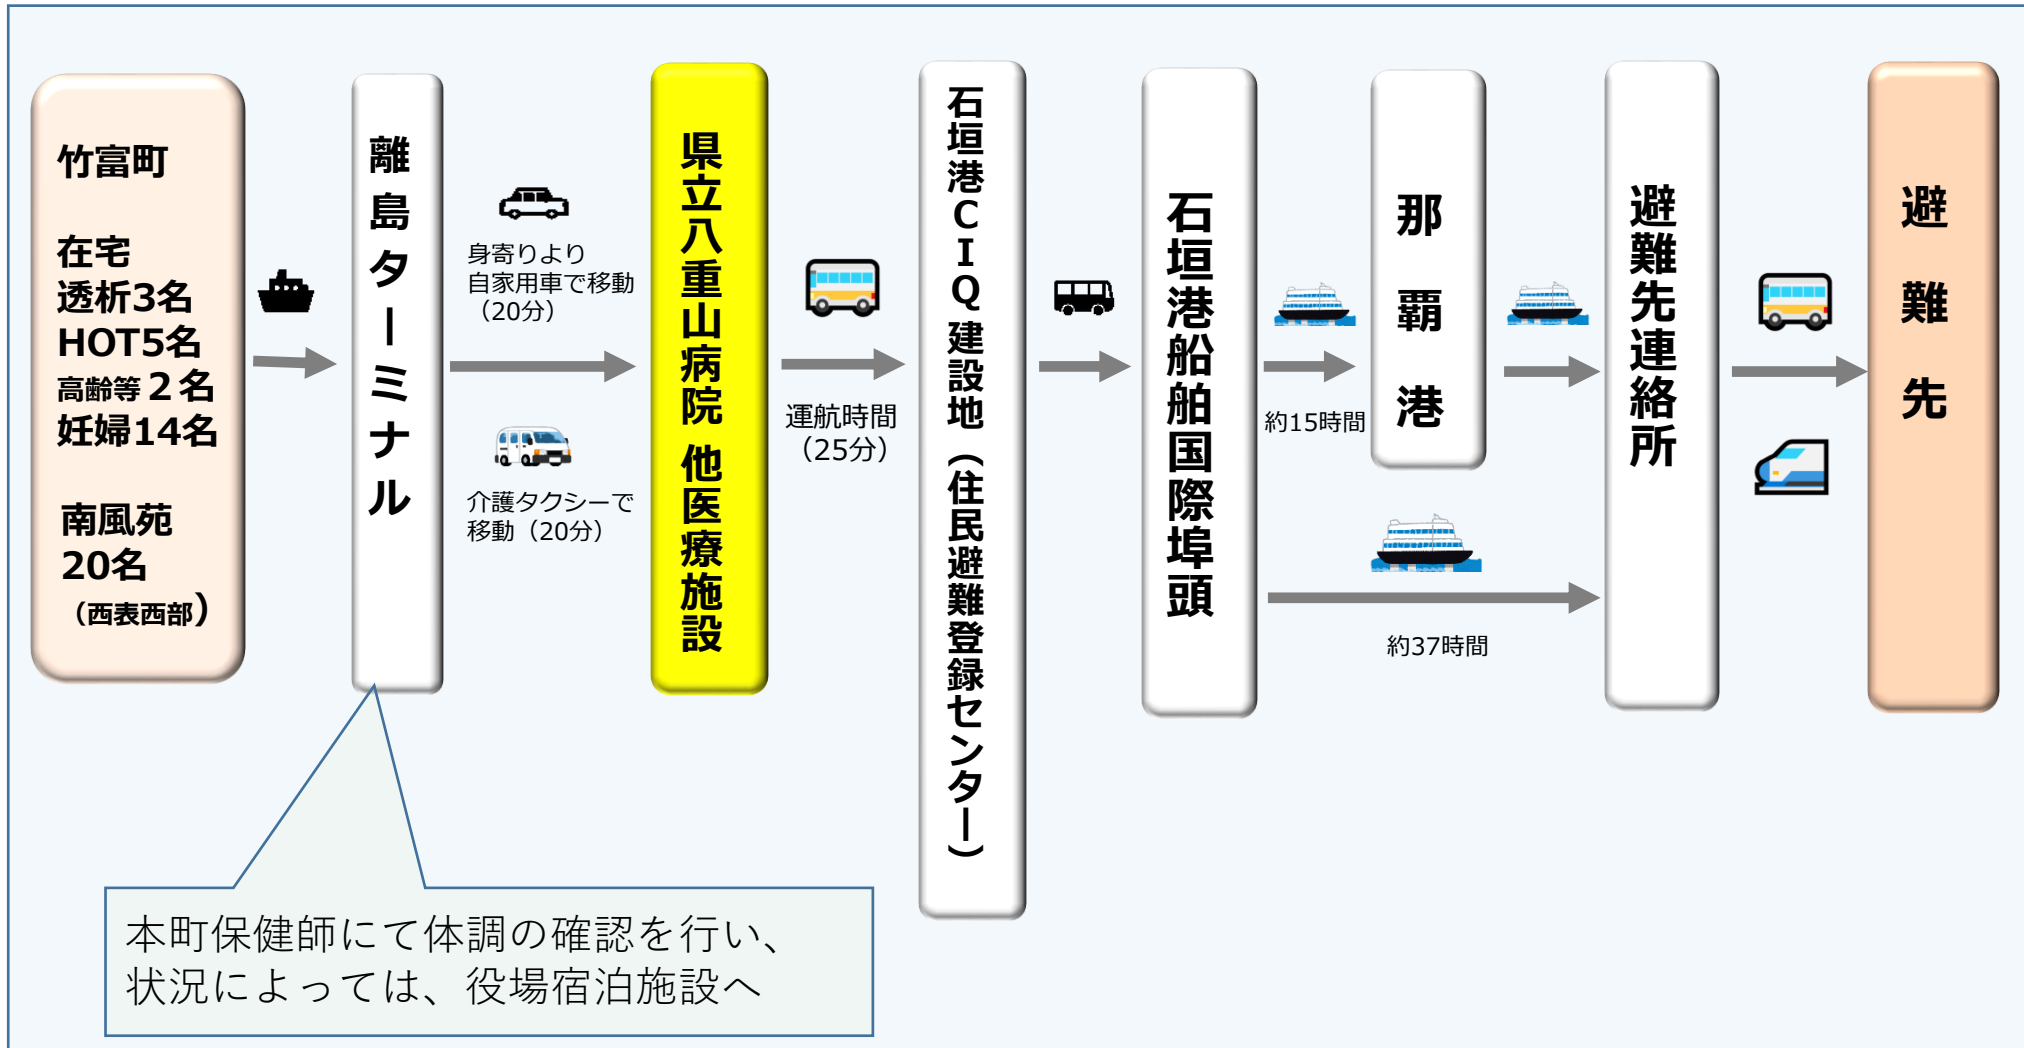 竹富町
在宅
透析3名
HOT5名
高齢等２名
妊婦14名
南風苑
20名
（西表西部）
離島ターミナル
身寄りより
自家用車で移動
（20分）
介護タクシーで
移動（20分）
県立八重山病院 他医療施設
運航時間
（25分）
石垣港ＣＩＱ 建設地（住民避難登録センター）
石垣港船舶国際埠頭
約15時間
那覇港
約37時間
避難先連絡所
避難先
本町保健師にて体調の確認を行い、
状況によっては、役場宿泊施設へ